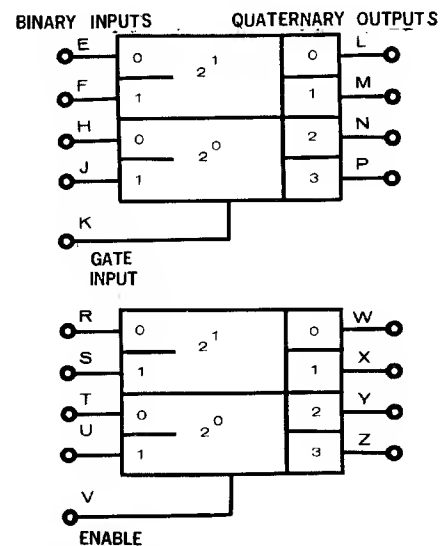 BINARY INPUTS QUATERNARY OUTPUTS
E 0 2^1 0 L
F 1 1 M
H 0 2^0 2 N
J 1 3 P
K
GATE
INPUT
R 0 2^1 0 W
S 1 1 X
T 0 2^0 2 Y
U 1 3 Z
V
ENABLE